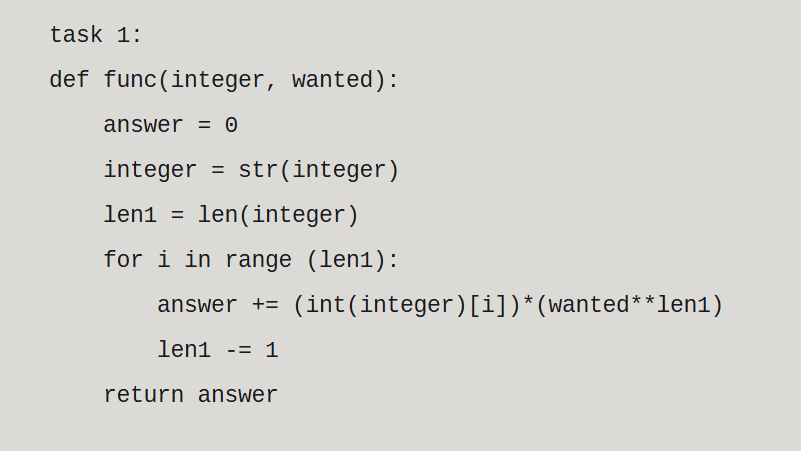 task 1:
def func(integer, wanted):
    answer = 0
    integer = str(integer)
    len1 = len(integer)
    for i in range (len1):
        answer += (int(integer)[i])*(wanted**len1)
        len1 -= 1
    return answer